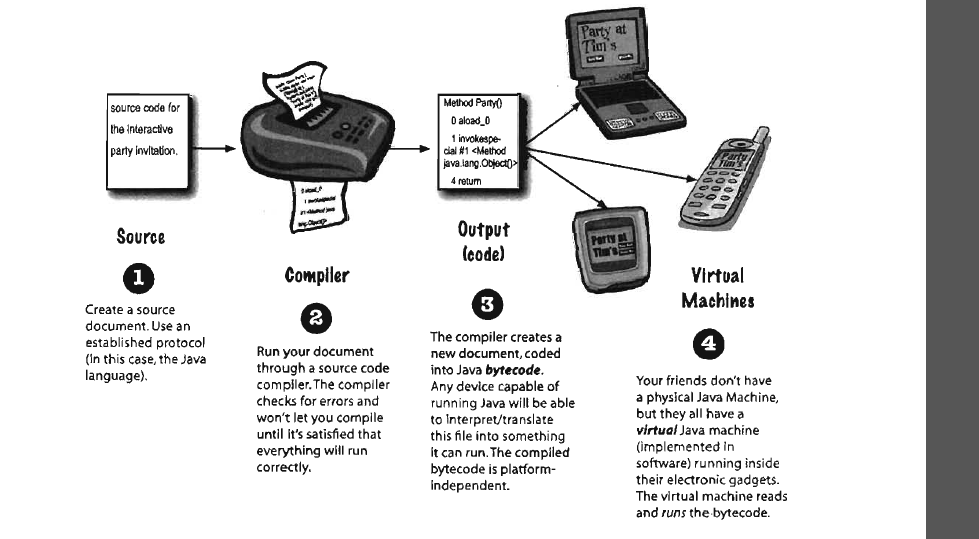 source code for
the interactive
party invitation.
Method Party()
0 aload_0
1 invokespe-
cial #1 <Method
java.lang.Object()>
4 return
0 aload_0
1 invokespecial
#1 <Method java
Party at
Tim's
Party
Tim's
Party at
Tim's
Source
Compiler
Output
(code)
Virtual
Machines
1
Create a source
document. Use an
established protocol
(in this case, the Java
language).
2
Run your document
through a source code
compiler. The compiler
checks for errors and
won't let you compile
until it's satisfied that
everything will run
correctly.
3
The compiler creates a
new document, coded
into Java bytecode.
Any device capable of
running Java will be able
to interpret/translate
this file into something
it can run. The compiled
bytecode is platform-
independent.
4
Your friends don't have
a physical Java Machine,
but they all have a
virtual Java machine
(implemented in
software) running inside
their electronic gadgets.
The virtual machine reads
and runs the bytecode.